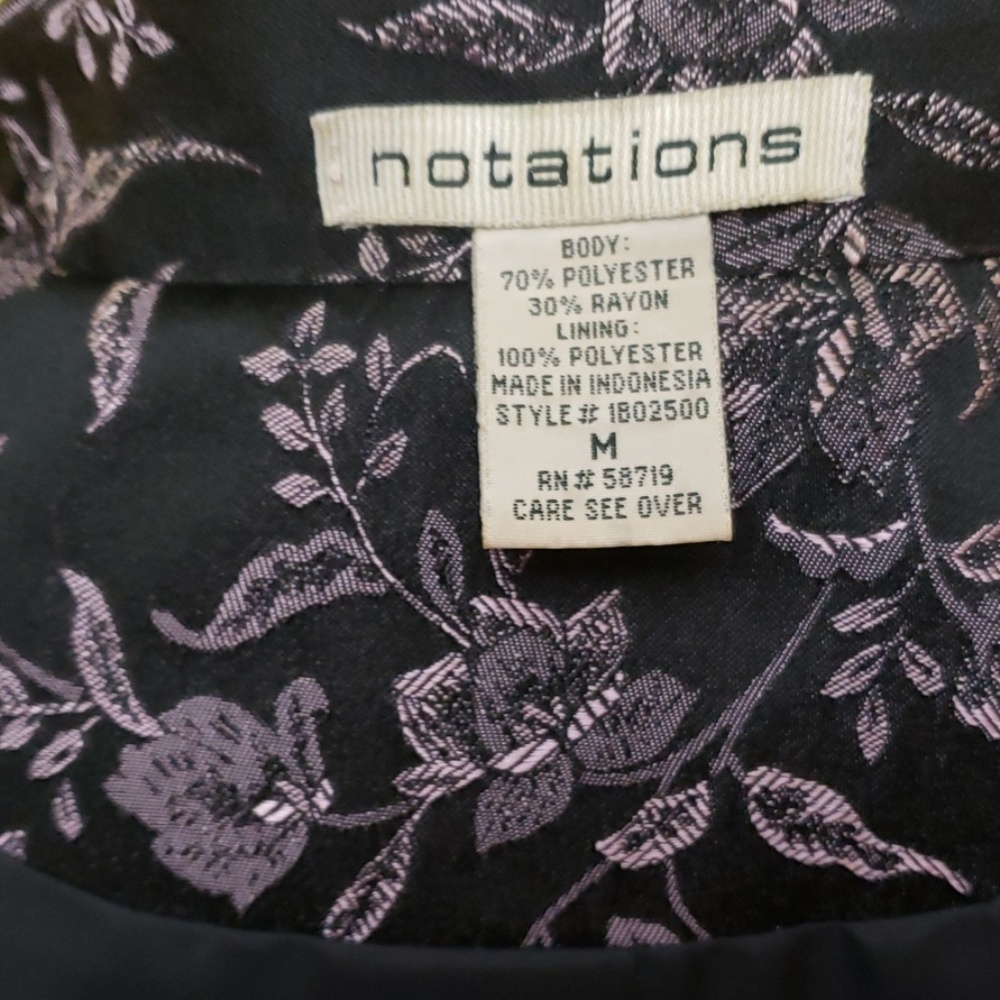 notations
BODY:
70% POLYESTER
30% RAYON
LINING:
100% POLYESTER
MADE IN INDONESIA
STYLE# 1B02500
M
RN# 58719
CARE SEE OVER